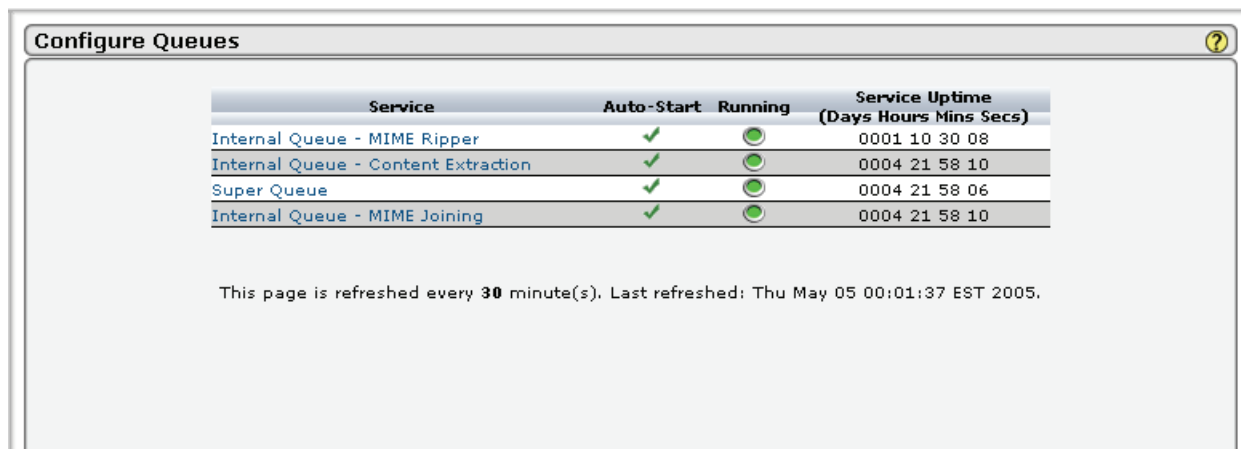 Configure Queues ?
Service Auto-Start Running Service Uptime
(Days Hours Mins Secs)
Internal Queue - MIME Ripper 0001 10 30 08
Internal Queue - Content Extraction 0004 21 58 10
Super Queue 0004 21 58 06
Internal Queue - MIME Joining 0004 21 58 10
This page is refreshed every 30 minute(s). Last refreshed: Thu May 05 00:01:37 EST 2005.